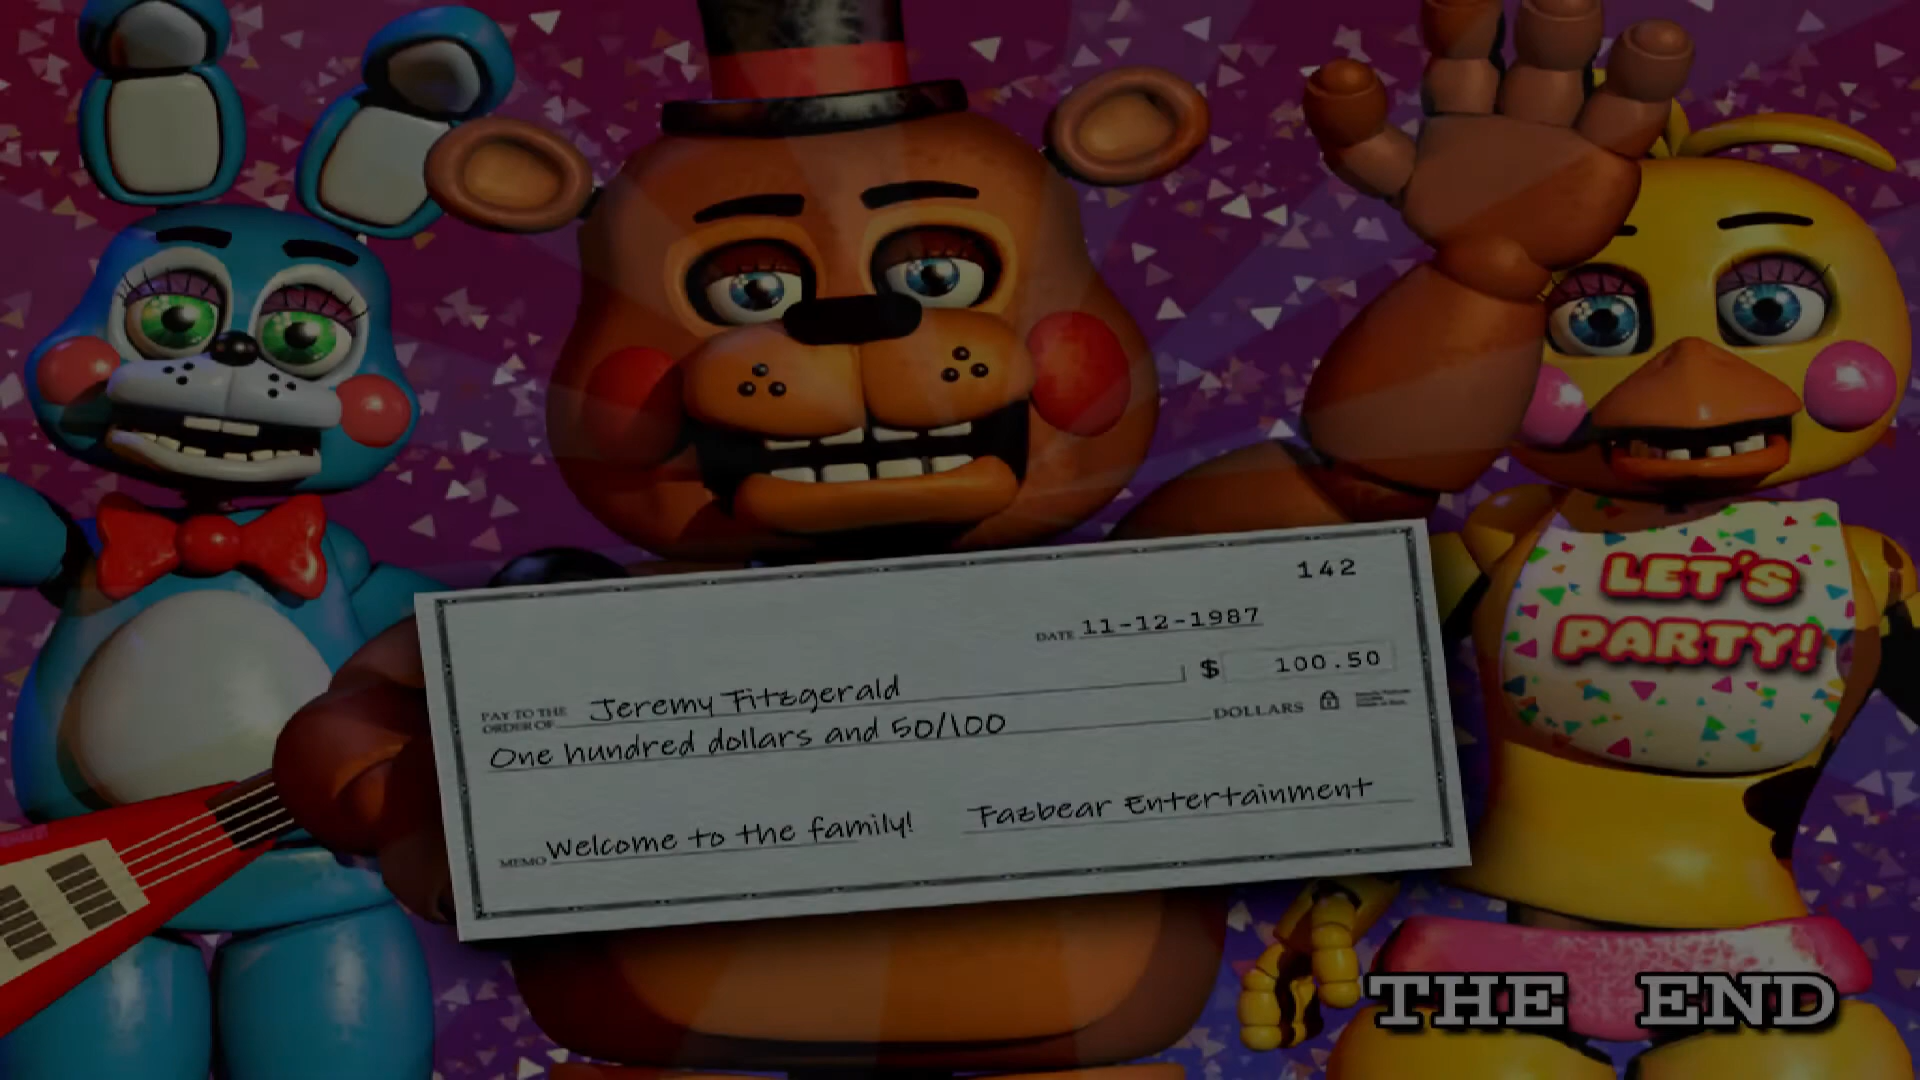 142
DATE 11-12-1987
PAY TO THE
ORDER OF Jeremy Fitzgerald $ 100.50
One hundred dollars and 50/100 DOLLARS
MEMO Welcome to the family! Fazbear Entertainment
LET'S
PARTY!
THE END